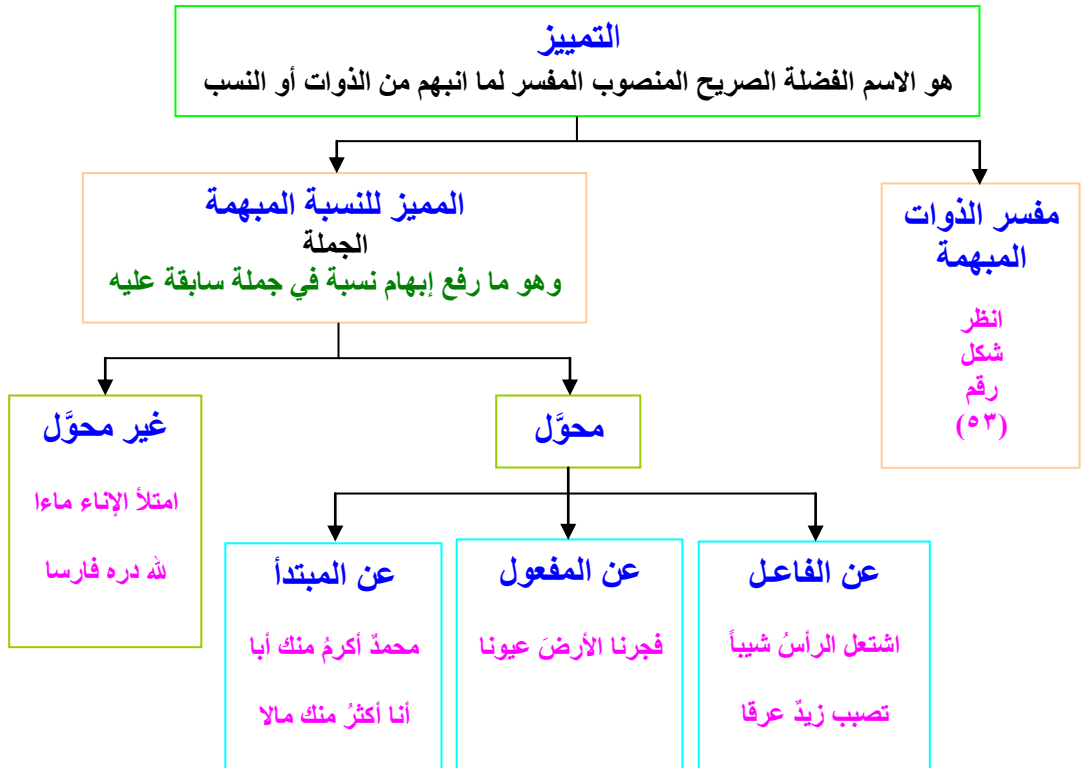 التمييز
هو الاسم الفضلة الصريح المنصوب المفسر لما انبهم من الذوات أو النسب
مفسر الذوات
المبهمة
انظر
شكل
رقم
(٥٣)
المميز للنسبة المبهمة
الجملة
وهو ما رفع إبهام نسبة في جملة سابقة عليه
محوَّل
عن الفاعل
اشتعل الرأسُ شيباً
تصبب زيدٌ عرقا
عن المفعول
فجرنا الأرضَ عيونا
عن المبتدأ
محمدٌ أكرمُ منك أبا
أنا أكثرُ منك مالا
غير محوَّل
امتلأ الإناء ماءا
لله دره فارسا